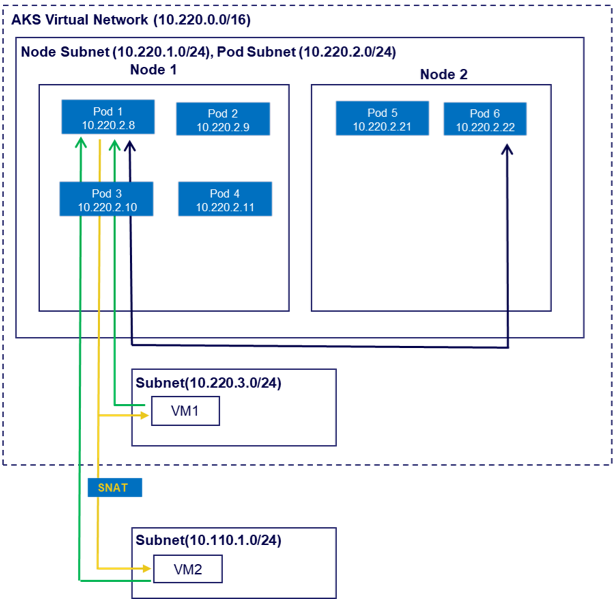 AKS Virtual Network (10.220.0.0/16)
Node Subnet (10.220.1.0/24), Pod Subnet (10.220.2.0/24)
Node 1
Node 2
Pod 1
10.220.2.8
Pod 2
10.220.2.9
Pod 5
10.220.2.21
Pod 6
10.220.2.22
Pod 3
10.220.2.10
Pod 4
10.220.2.11
Subnet(10.220.3.0/24)
VM1
SNAT
Subnet(10.110.1.0/24)
VM2